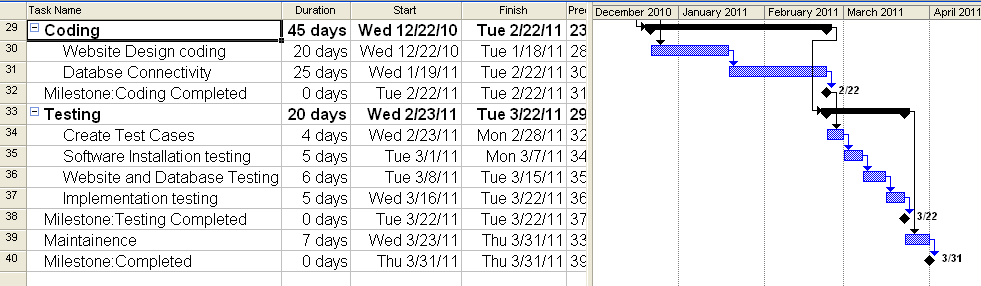 Task Name Duration Start Finish Prec December 2010 January 2011 February 2011 March 2011 April 2011
29 Coding 45 days Wed 12/22/10 Tue 2/22/11 23
30 Website Design coding 20 days Wed 12/22/10 Tue 1/18/11 28
31 Databse Connectivity 25 days Wed 1/19/11 Tue 2/22/11 30
32 Milestone:Coding Completed 0 days Tue 2/22/11 Tue 2/22/11 31 2/22
33 Testing 20 days Wed 2/23/11 Tue 3/22/11 29
34 Create Test Cases 4 days Wed 2/23/11 Mon 2/28/11 32
35 Software Installation testing 5 days Tue 3/1/11 Mon 3/7/11 34
36 Website and Database Testing 6 days Tue 3/8/11 Tue 3/15/11 35
37 Implementation testing 5 days Wed 3/16/11 Tue 3/22/11 36
38 Milestone:Testing Completed 0 days Tue 3/22/11 Tue 3/22/11 37 3/22
39 Maintainence 7 days Wed 3/23/11 Thu 3/31/11 33
40 Milestone:Completed 0 days Thu 3/31/11 Thu 3/31/11 39 3/31